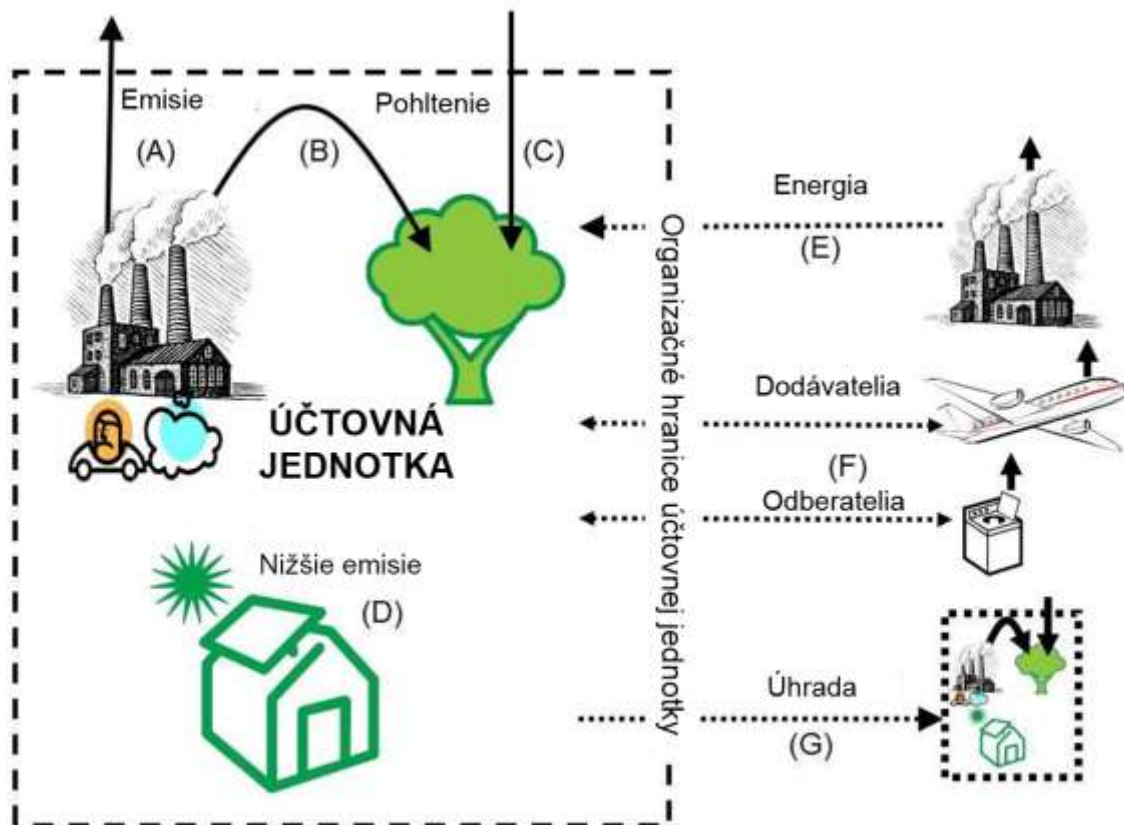 Emisie
(A)
(B)
Pohltenie
(C)
ÚČTOVNÁ
JEDNOTKA
Nižšie emisie
(D)
Organizačné hranice účtovnej jednotky
Energia
(E)
Dodávatelia
(F)
Odberatelia
Úhrada
(G)